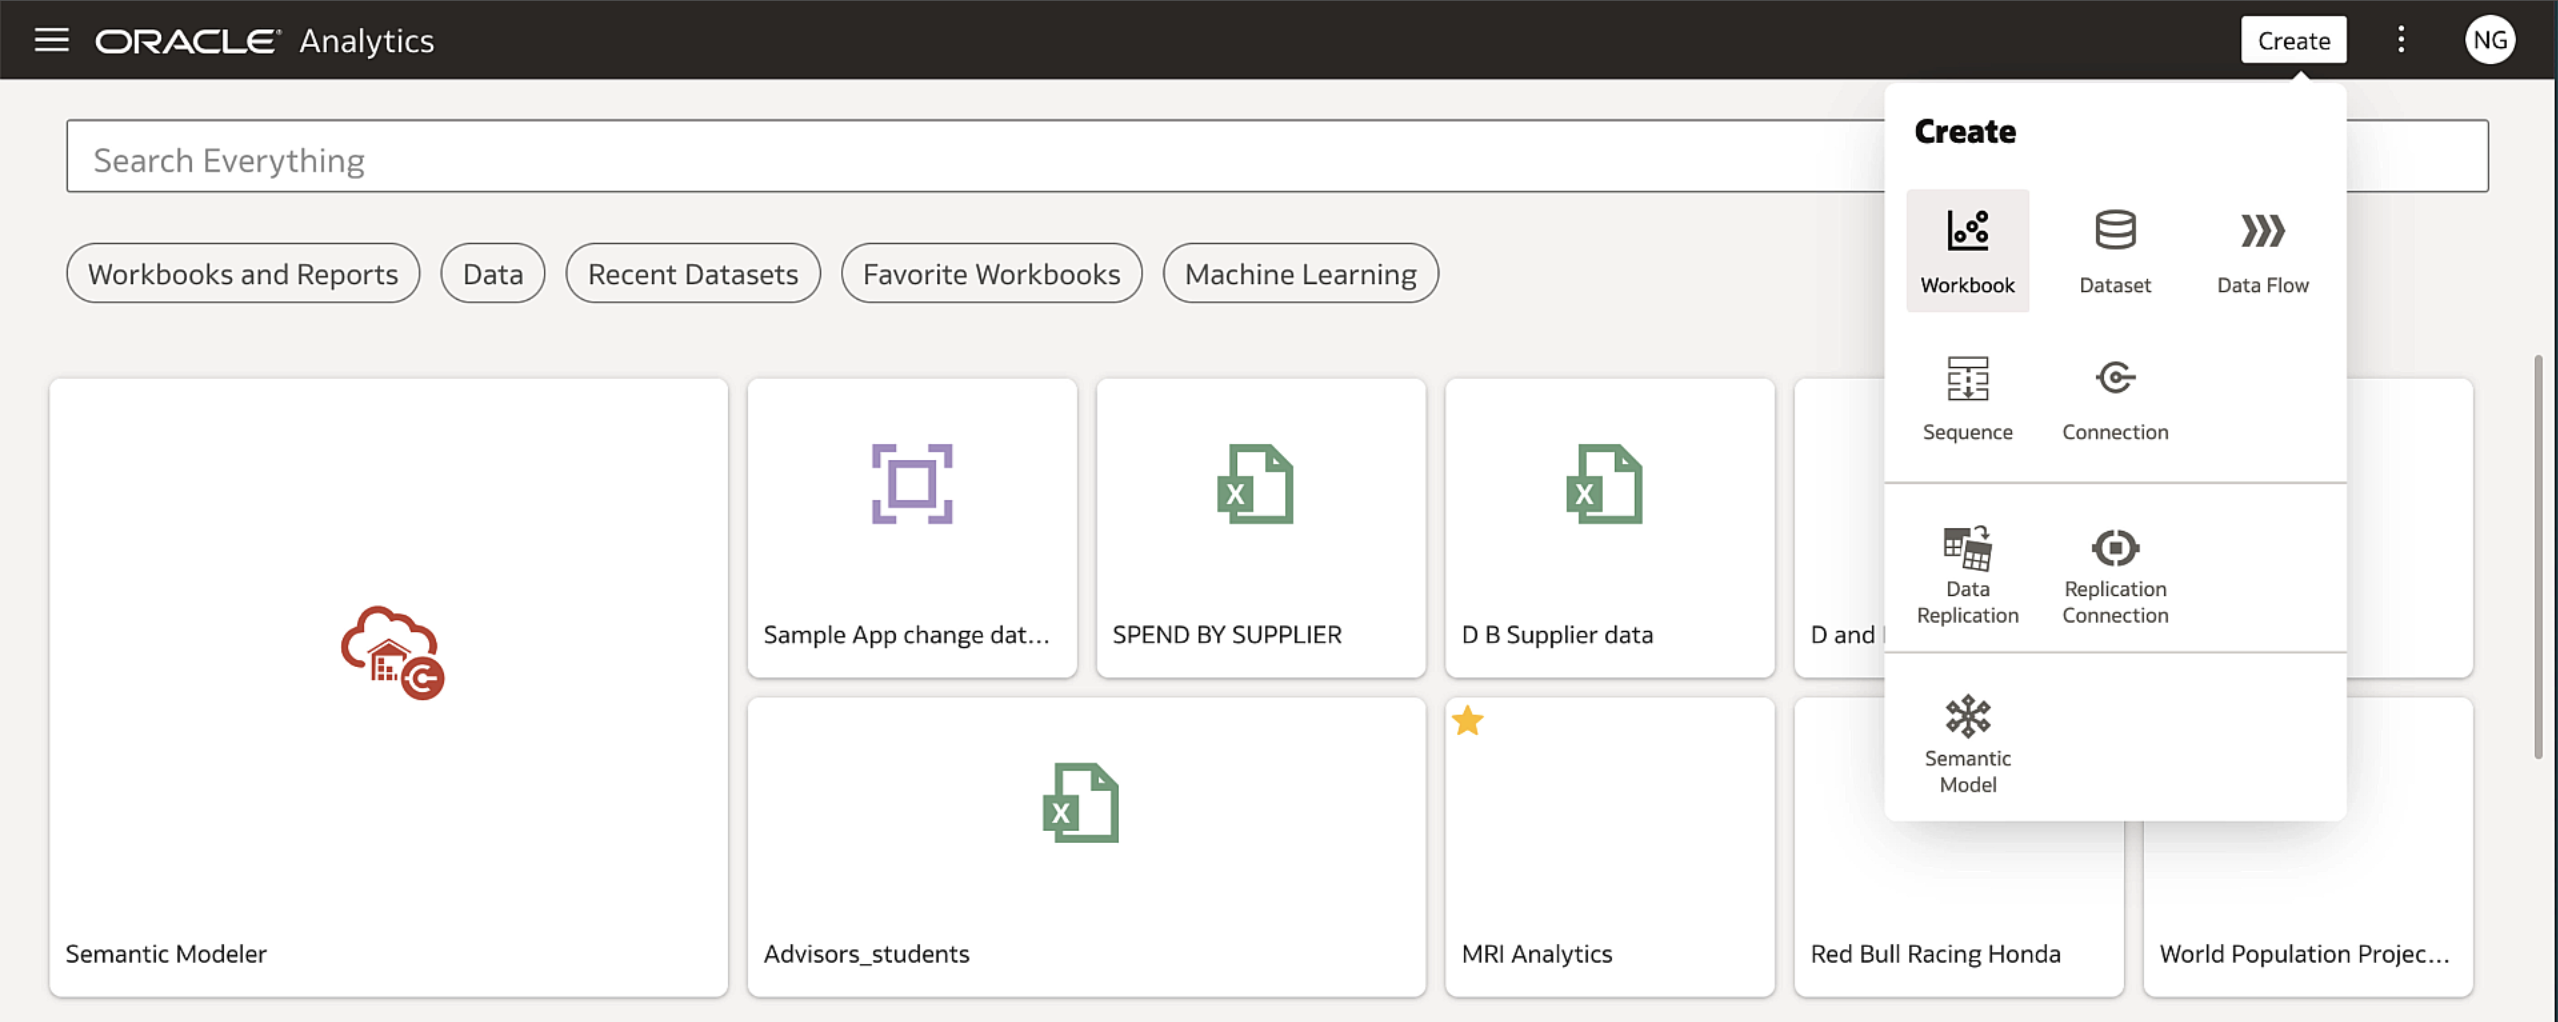 ORACLE Analytics
Create
NG
Search Everything
Workbooks and Reports
Data
Recent Datasets
Favorite Workbooks
Machine Learning
Create
Workbook
Dataset
Data Flow
Sequence
Connection
Data
Replication
Replication
Connection
Semantic
Model
Sample App change dat...
SPEND BY SUPPLIER
D B Supplier data
D and
Semantic Modeler
Advisors_students
MRI Analytics
Red Bull Racing Honda
World Population Projec...